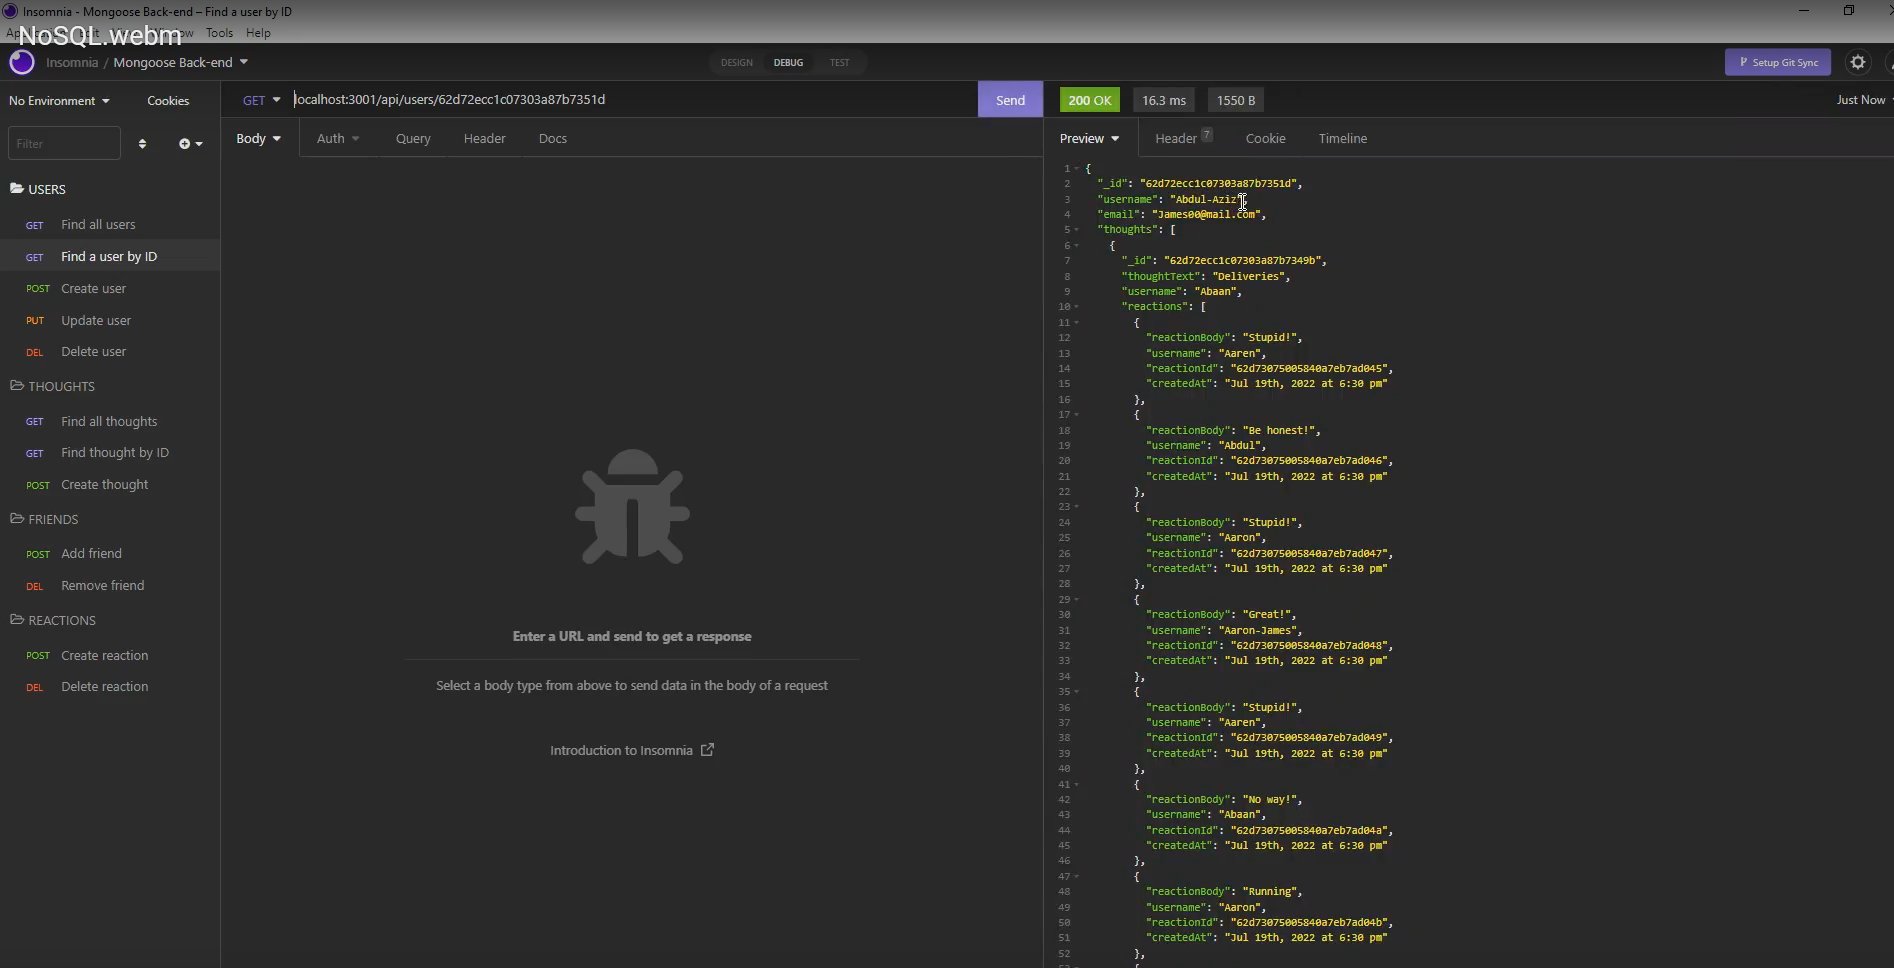 Insomnia - Mongoose Back-end – Find a user by ID
NoSQL.webm
Tools Help
Insomnia / Mongoose Back-end
DESIGN DEBUG TEST
Setup Git Sync
No Environment Cookies
GET localhost:3001/api/users/62d72ecc1c07303a87b7351d Send
200 OK 16.3 ms 1550 B Just Now
Filter
Body Auth Query Header Docs
Preview Header 7 Cookie Timeline
USERS
GET Find all users
GET Find a user by ID
POST Create user
PUT Update user
DEL Delete user
THOUGHTS
GET Find all thoughts
GET Find thought by ID
POST Create thought
FRIENDS
POST Add friend
DEL Remove friend
REACTIONS
POST Create reaction
DEL Delete reaction
Enter a URL and send to get a response
Select a body type from above to send data in the body of a request
Introduction to Insomnia
1 {
2 "_id": "62d72ecc1c07303a87b7351d",
3 "username": "Abdul-Aziz",
4 "email": "James00@mail.com",
5 "thoughts": [
6 {
7 "_id": "62d72ecc1c07303a87b7349b",
8 "thoughtText": "Deliveries",
9 "username": "Abaan",
10 "reactions": [
11 {
12 "reactionBody": "Stupid!",
13 "username": "Aaren",
14 "reactionId": "62d73075005840a7eb7ad045",
15 "createdAt": "Jul 19th, 2022 at 6:30 pm"
16 },
17 {
18 "reactionBody": "Be honest!",
19 "username": "Abdul",
20 "reactionId": "62d73075005840a7eb7ad046",
21 "createdAt": "Jul 19th, 2022 at 6:30 pm"
22 },
23 {
24 "reactionBody": "Stupid!",
25 "username": "Aaron",
26 "reactionId": "62d73075005840a7eb7ad047",
27 "createdAt": "Jul 19th, 2022 at 6:30 pm"
28 },
29 {
30 "reactionBody": "Great!",
31 "username": "Aaron-James",
32 "reactionId": "62d73075005840a7eb7ad048",
33 "createdAt": "Jul 19th, 2022 at 6:30 pm"
34 },
35 {
36 "reactionBody": "Stupid!",
37 "username": "Aaren",
38 "reactionId": "62d73075005840a7eb7ad049",
39 "createdAt": "Jul 19th, 2022 at 6:30 pm"
40 },
41 {
42 "reactionBody": "No way!",
43 "username": "Abaan",
44 "reactionId": "62d73075005840a7eb7ad04a",
45 "createdAt": "Jul 19th, 2022 at 6:30 pm"
46 },
47 {
48 "reactionBody": "Running",
49 "username": "Aaron",
50 "reactionId": "62d73075005840a7eb7ad04b",
51 "createdAt": "Jul 19th, 2022 at 6:30 pm"
52 },